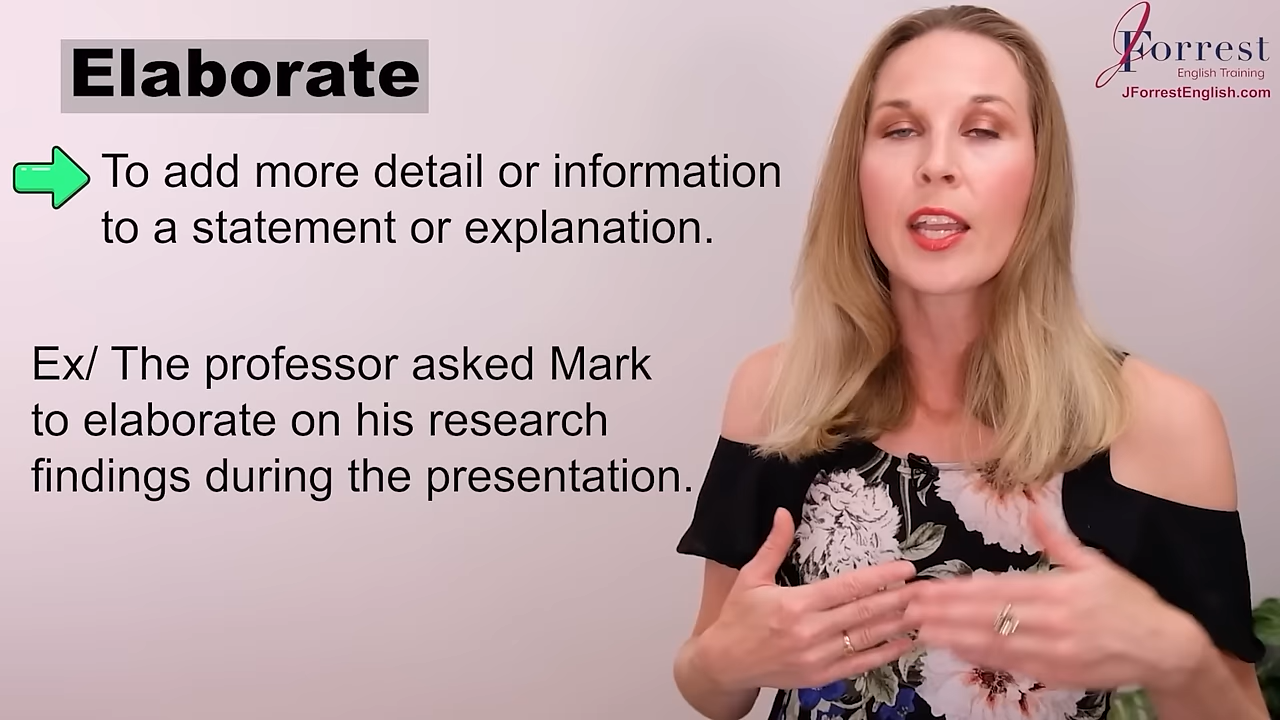 Elaborate
To add more detail or information
to a statement or explanation.
Ex/ The professor asked Mark
to elaborate on his research
findings during the presentation.
JForrest
English Training
JForrestEnglish.com